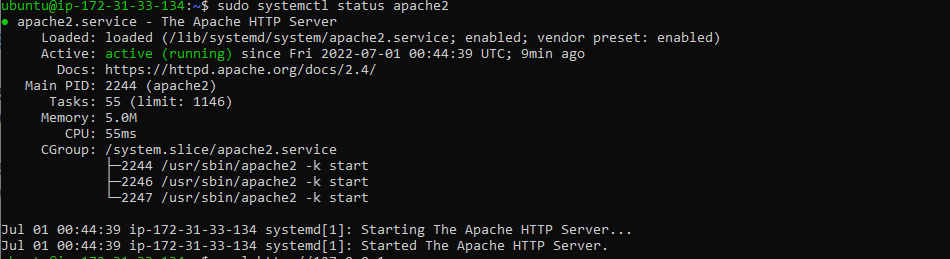 ubuntu@ip-172-31-33-134:~$ sudo systemctl status apache2
● apache2.service - The Apache HTTP Server
     Loaded: loaded (/lib/systemd/system/apache2.service; enabled; vendor preset: enabled)
     Active: active (running) since Fri 2022-07-01 00:44:39 UTC; 9min ago
       Docs: https://httpd.apache.org/docs/2.4/
   Main PID: 2244 (apache2)
      Tasks: 55 (limit: 1146)
     Memory: 5.0M
        CPU: 55ms
     CGroup: /system.slice/apache2.service
             ├─2244 /usr/sbin/apache2 -k start
             ├─2246 /usr/sbin/apache2 -k start
             └─2247 /usr/sbin/apache2 -k start
Jul 01 00:44:39 ip-172-31-33-134 systemd[1]: Starting The Apache HTTP Server...
Jul 01 00:44:39 ip-172-31-33-134 systemd[1]: Started The Apache HTTP Server.